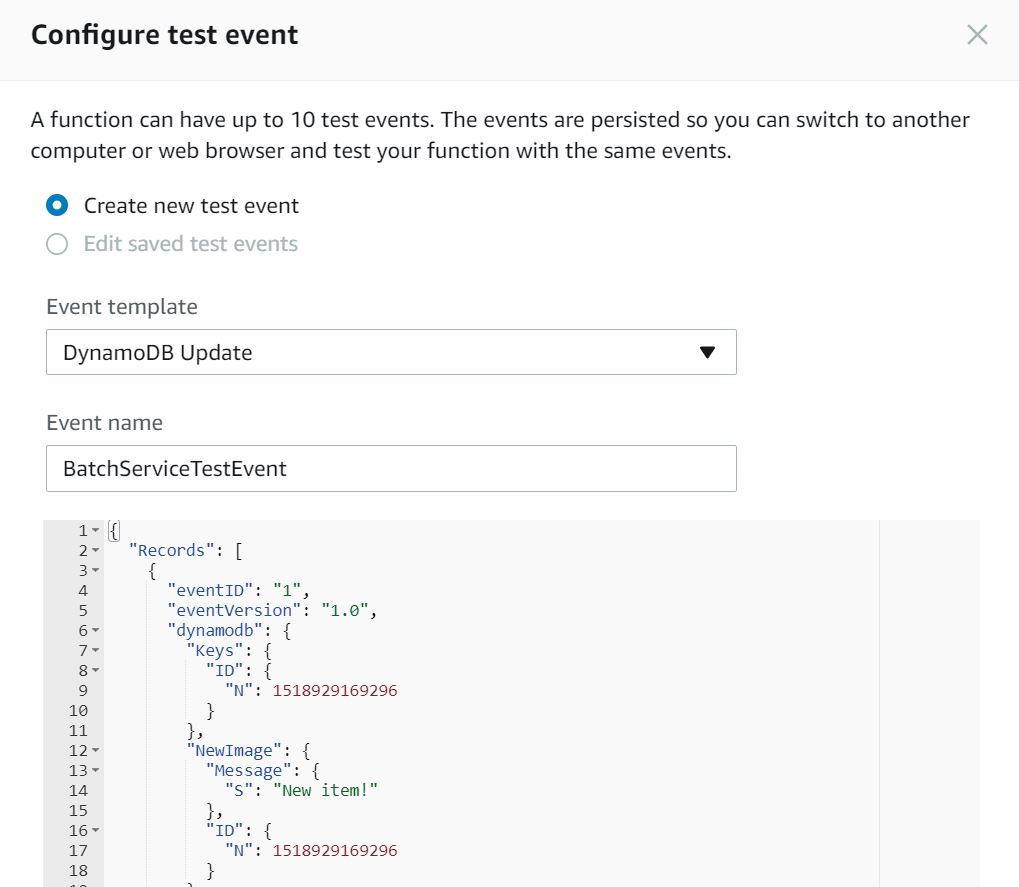 Configure test event
A function can have up to 10 test events. The events are persisted so you can switch to another
computer or web browser and test your function with the same events.
Create new test event
Edit saved test events
Event template
DynamoDB Update
Event name
BatchServiceTestEvent
1 {
2 "Records": [
3 {
4 "eventID": "1",
5 "eventVersion": "1.0",
6 "dynamodb": {
7 "Keys": {
8 "ID": {
9 "N": 1518929169296
10 }
11 },
12 "NewImage": {
13 "Message": {
14 "S": "New item!"
15 },
16 "ID": {
17 "N": 1518929169296
18 }